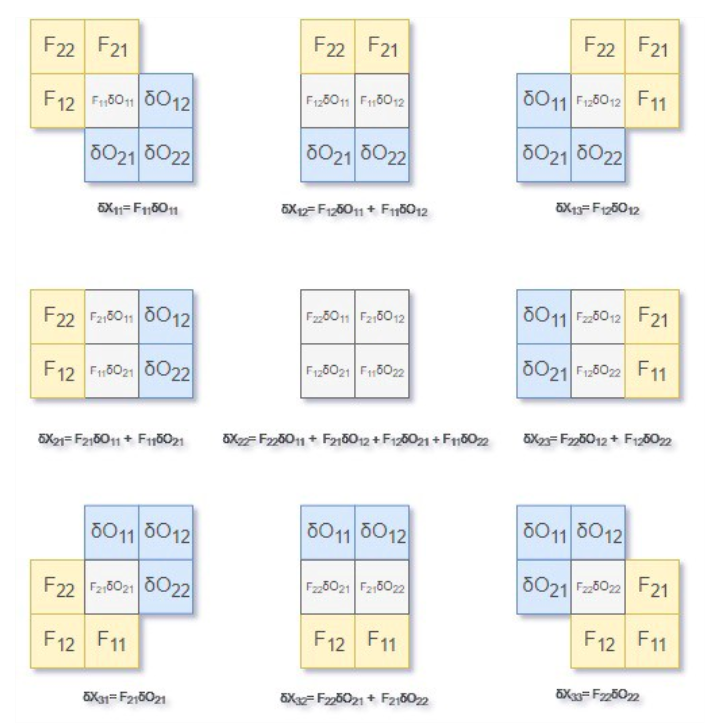 F₂₂ F₂₁ F₂₂ F₂₁ F₂₂ F₂₁
F₁₂ F₁₁δO₁₁ δO₁₂ F₁₂δO₁₁ F₁₁δO₁₂ δO₁₁ F₁₂δO₁₂ F₁₁
δO₂₁ δO₂₂ δO₂₁ δO₂₂ δO₂₁ δO₂₂
δX₁₁= F₁₁δO₁₁ δX₁₂= F₁₂δO₁₁ + F₁₁δO₁₂ δX₁₃= F₁₂δO₁₂
F₂₂ F₂₁δO₁₁ δO₁₂ F₂₂δO₁₁ F₂₁δO₁₂ δO₁₁ F₂₂δO₁₂ F₂₁
F₁₂ F₁₁δO₂₁ δO₂₂ F₁₂δO₂₁ F₁₁δO₂₂ δO₂₁ F₁₂δO₂₂ F₁₁
δX₂₁= F₂₁δO₁₁ + F₁₁δO₂₁ δX₂₂= F₂₂δO₁₁ + F₂₁δO₁₂ + F₁₂δO₂₁ + F₁₁δO₂₂ δX₂₃= F₂₂δO₁₂ + F₁₂δO₂₂
δO₁₁ δO₁₂ δO₁₁ δO₁₂ δO₁₁ δO₁₂
F₂₂ F₂₁δO₂₁ δO₂₂ F₂₂δO₂₁ F₂₁δO₂₂ δO₂₁ F₂₂δO₂₂ F₂₁
F₁₂ F₁₁ F₁₂ F₁₁ F₁₂ F₁₁
δX₃₁= F₂₁δO₂₁ δX₃₂= F₂₂δO₂₁ + F₂₁δO₂₂ δX₃₃= F₂₂δO₂₂